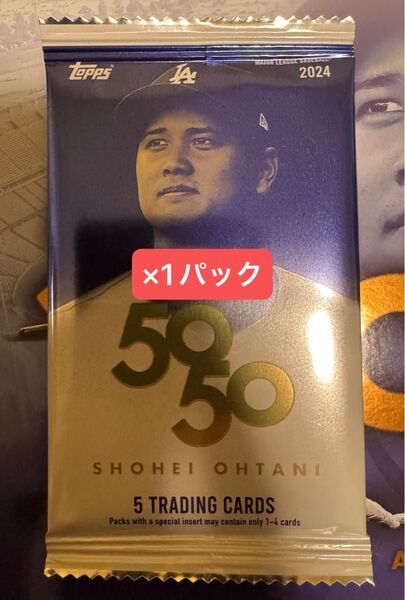 Topps
LA
MAJOR LEAGUE BASEBALL
2024
×1パック
50
50
SHOHEI OHTANI
5 TRADING CARDS
Packs with a special insert may contain only 1-4 cards
A